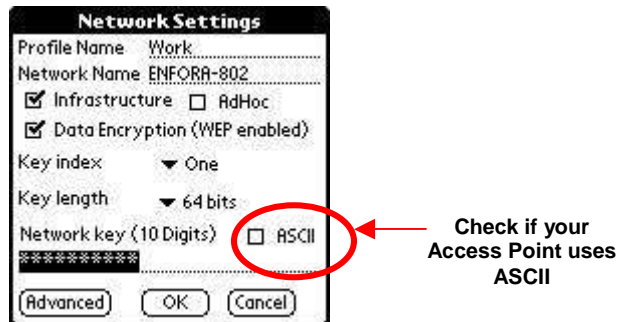 Network Settings
Profile Name Work
Network Name ENFORA-802
Infrastructure AdHoc
Data Encryption (WEP enabled)
Key index One
Key length 64 bits
Network key (10 Digits) ASCII
**********
Advanced OK Cancel
Check if your
Access Point uses
ASCII